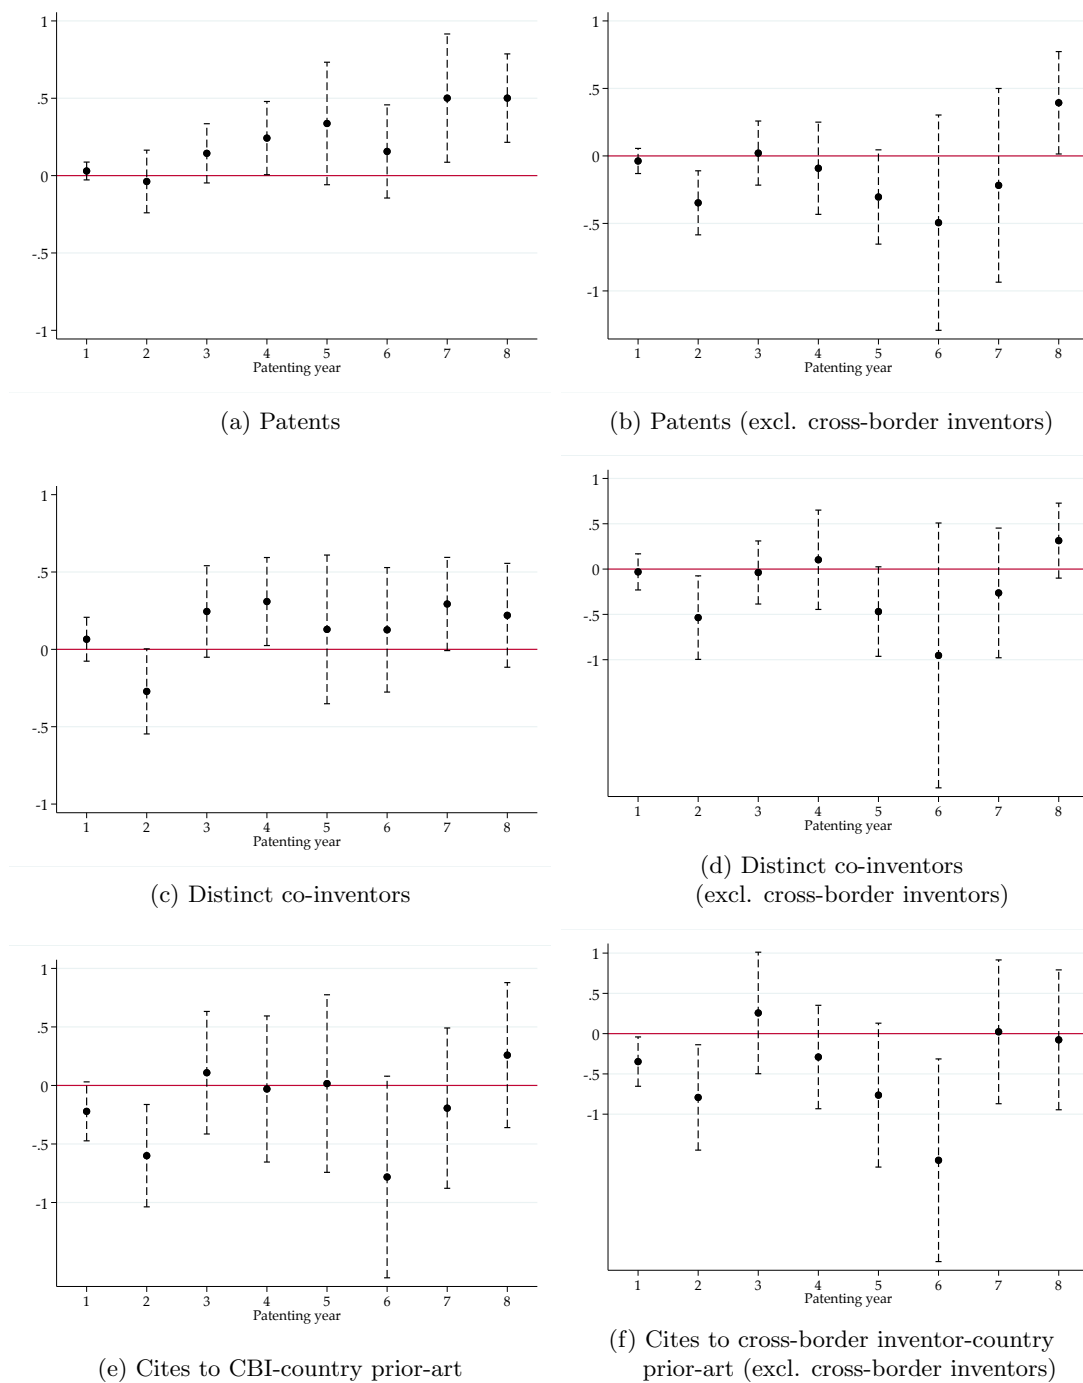 1
.5
0
-.5
-1
1 2 3 4 5 6 7 8
Patenting year
(a) Patents
1
.5
0
-.5
-1
1 2 3 4 5 6 7 8
Patenting year
(b) Patents (excl. cross-border inventors)
1
.5
0
-.5
-1
1 2 3 4 5 6 7 8
Patenting year
(c) Distinct co-inventors
1
.5
0
-.5
-1
1 2 3 4 5 6 7 8
Patenting year
(d) Distinct co-inventors
(excl. cross-border inventors)
1
.5
0
-.5
-1
1 2 3 4 5 6 7 8
Patenting year
(e) Cites to CBI-country prior-art
1
.5
0
-.5
-1
1 2 3 4 5 6 7 8
Patenting year
(f) Cites to cross-border inventor-country
prior-art (excl. cross-border inventors)